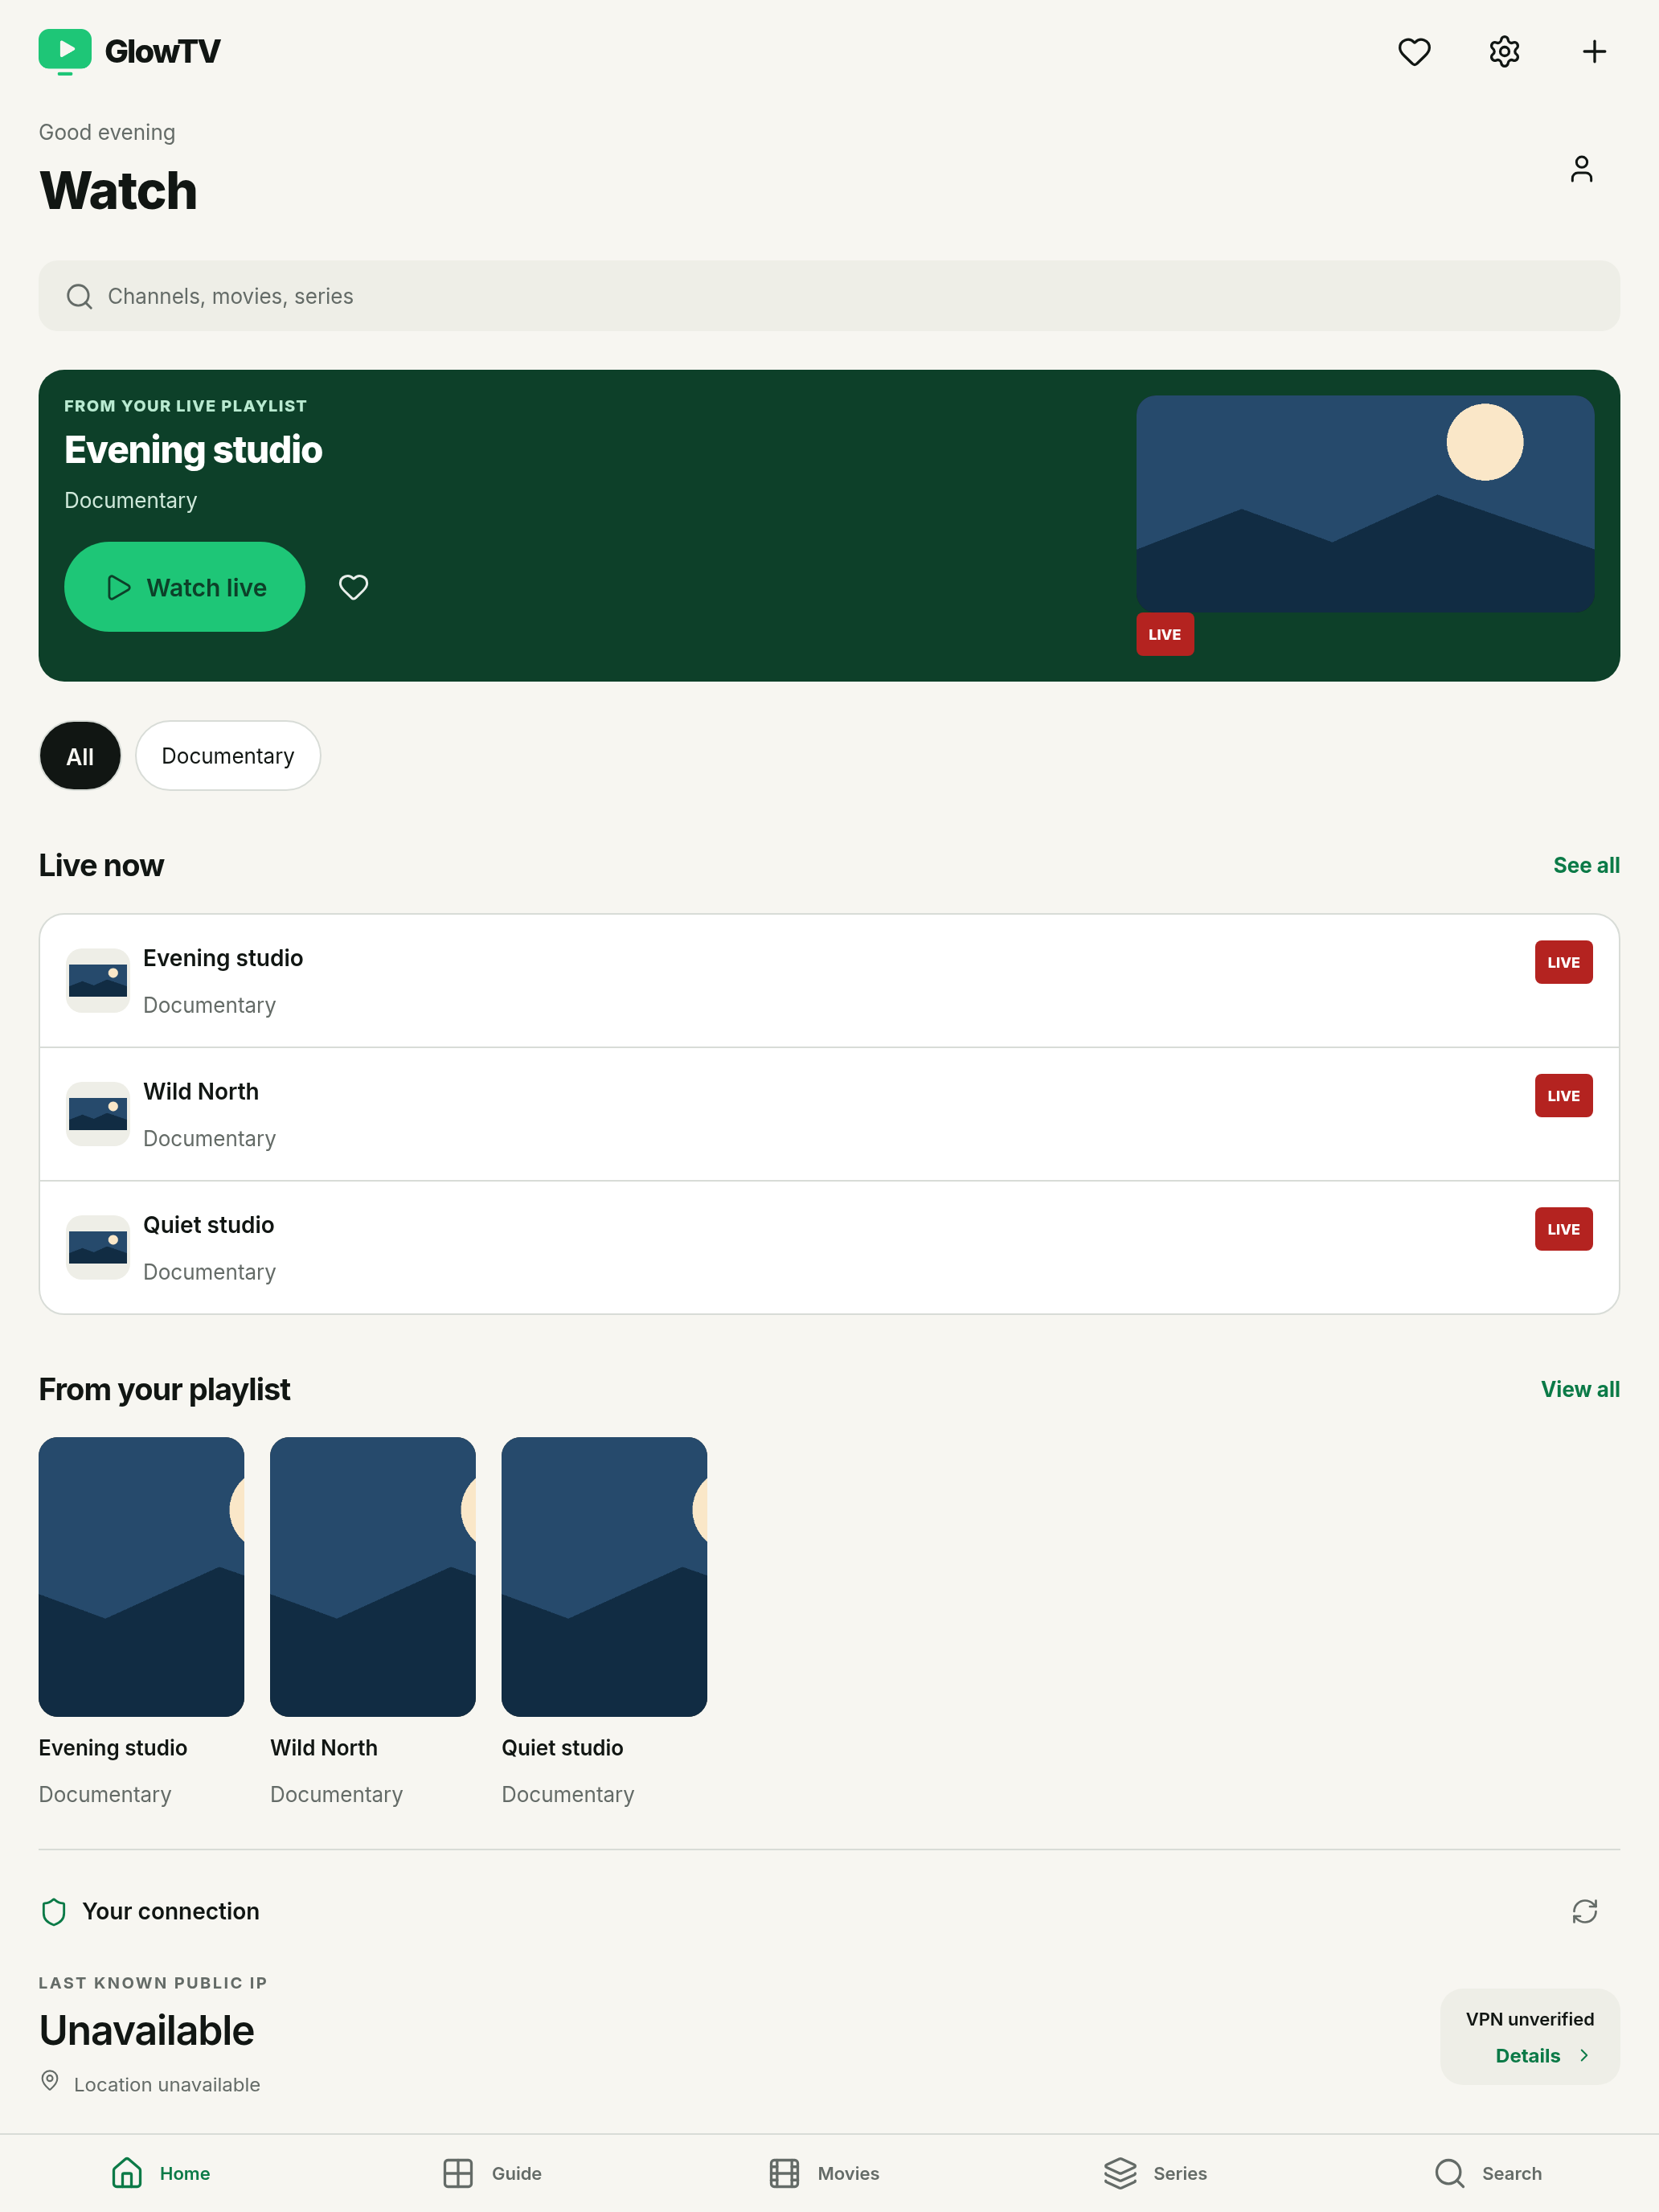 GlowTV
Good evening
Watch
Channels, movies, series
FROM YOUR LIVE PLAYLIST
Evening studio
Documentary
Watch live
LIVE
All
Documentary
Live now
See all
Evening studio
LIVE
Documentary
Wild North
LIVE
Documentary
Quiet studio
LIVE
Documentary
From your playlist
View all
Evening studio
Wild North
Quiet studio
Documentary
Documentary
Documentary
Your connection
LAST KNOWN PUBLIC IP
Unavailable
Location unavailable
VPN unverified
Details
Home
Guide
Movies
Series
Search